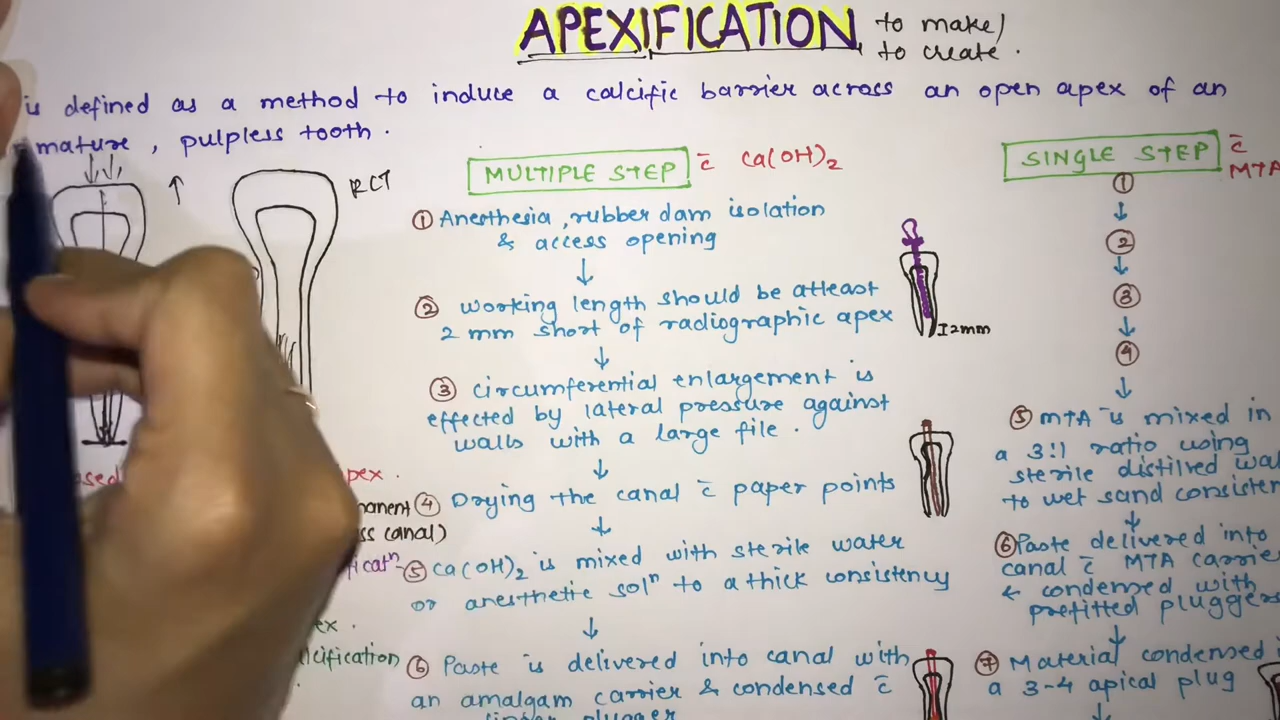 APEXIFICATION to make/
to create.
is defined as a method to induce a calcific barrier across an open apex of an
mature, pulpless tooth.
RCT
MULTIPLE STEP c̄ Ca(OH)2
① Anesthesia, rubber dam isolation
& access opening
② working length should be atleast
2 mm short of radiographic apex
I2mm
③ circumferential enlargement is
effected by lateral pressure against
walls with a large file.
④ Drying the canal c̄ paper points
⑤ Ca(OH)2 is mixed with sterile water
or anesthetic solⁿ to a thick consistency
⑥ Paste is delivered into canal with
an amalgam carrier & condensed c̄
plugger
SINGLE STEP c̄
MTA
①
②
③
④
⑤ MTA is mixed in
a 3:1 ratio using
sterile distilved wat
to wet sand consisten
⑥ Paste delivered into
canal c̄ MTA carrie
& condensed with
prefitted pluggers
⑦ Material condensed i
a 3-4 apical plug
sed
pex.
manent
ss canal)
ficatⁿ
ex.
lcification